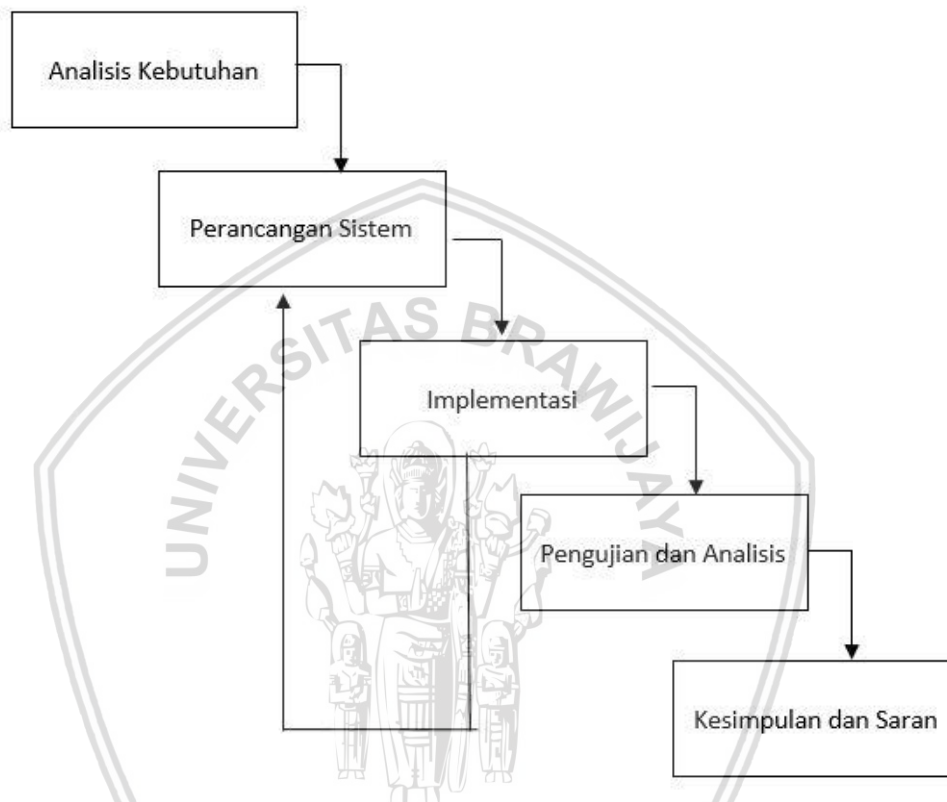 Analisis Kebutuhan
Perancangan Sistem
UNIVERSITAS BRAWIJAYA
Implementasi
Pengujian dan Analisis
Kesimpulan dan Saran